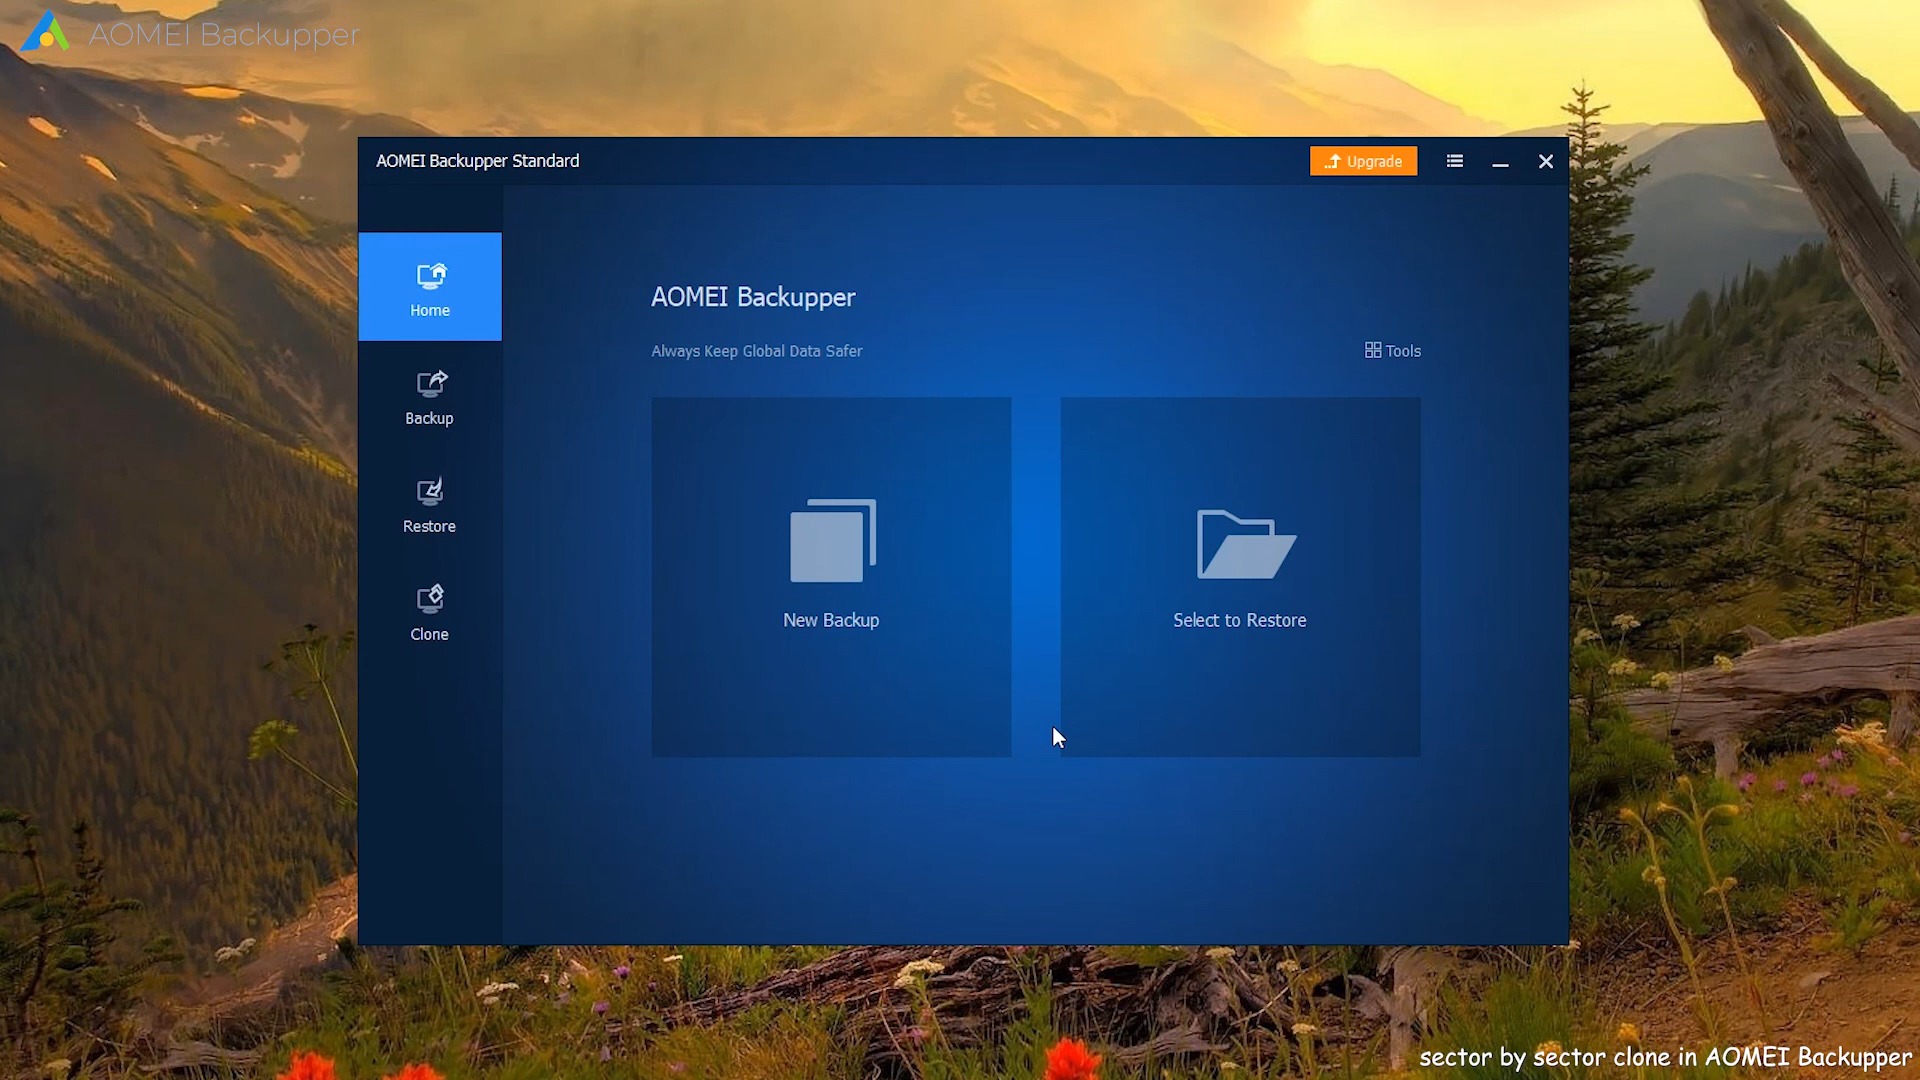 AOMEI Backupper
AOMEI Backupper Standard
Upgrade
Home
AOMEI Backupper
Always Keep Global Data Safer
Tools
Backup
Restore
Clone
New Backup
Select to Restore
sector by sector clone in AOMEI Backupper